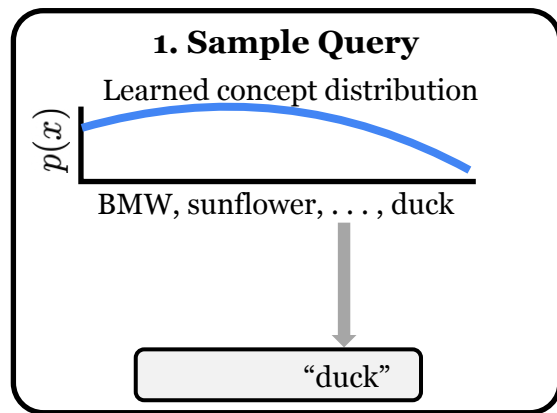 1. Sample Query
Learned concept distribution
p(x)
BMW, sunflower, . . . , duck
“duck”